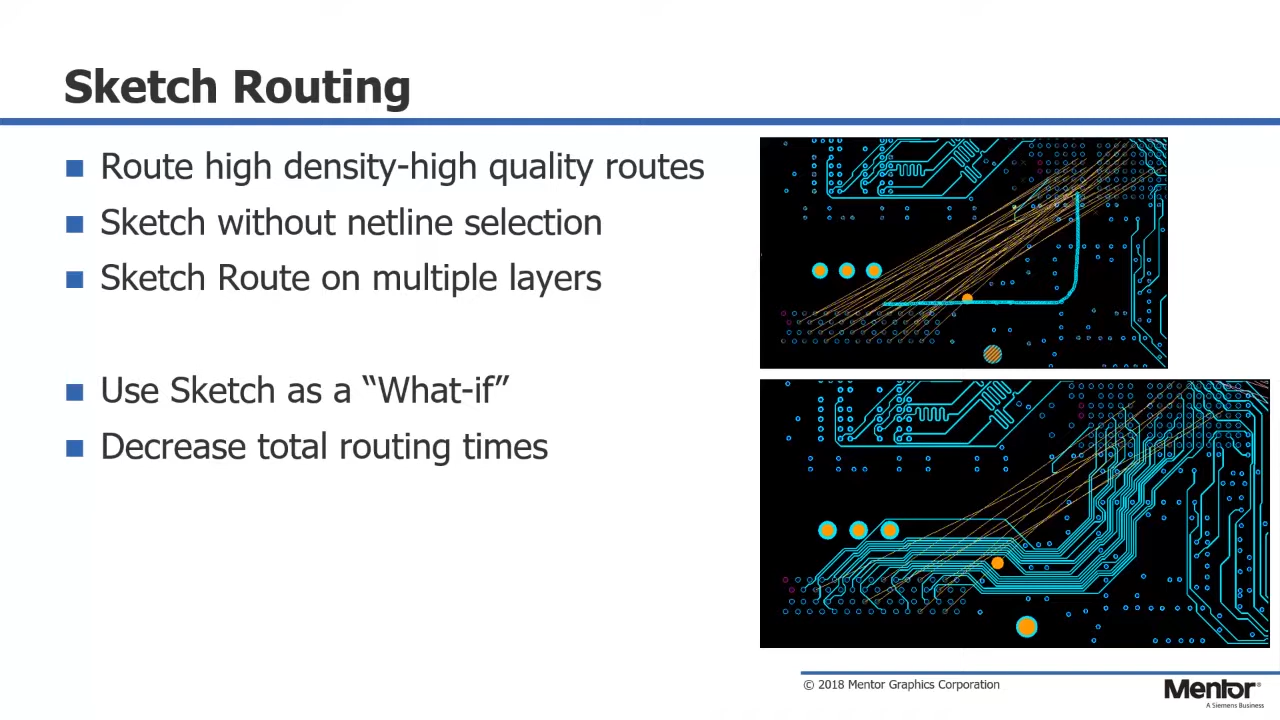 Sketch Routing
Route high density-high quality routes
Sketch without netline selection
Sketch Route on multiple layers
Use Sketch as a “What-if”
Decrease total routing times
© 2018 Mentor Graphics Corporation
Mentor®
A Siemens Business